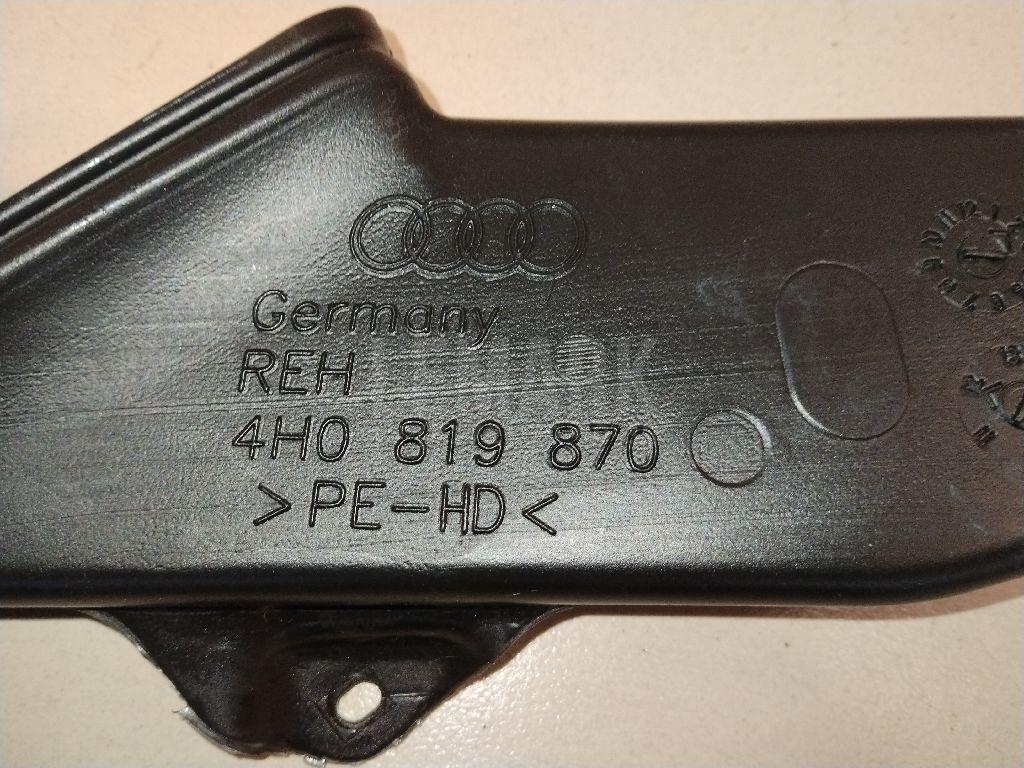 Germany
REH
4H0 819 870
>PE-HD<